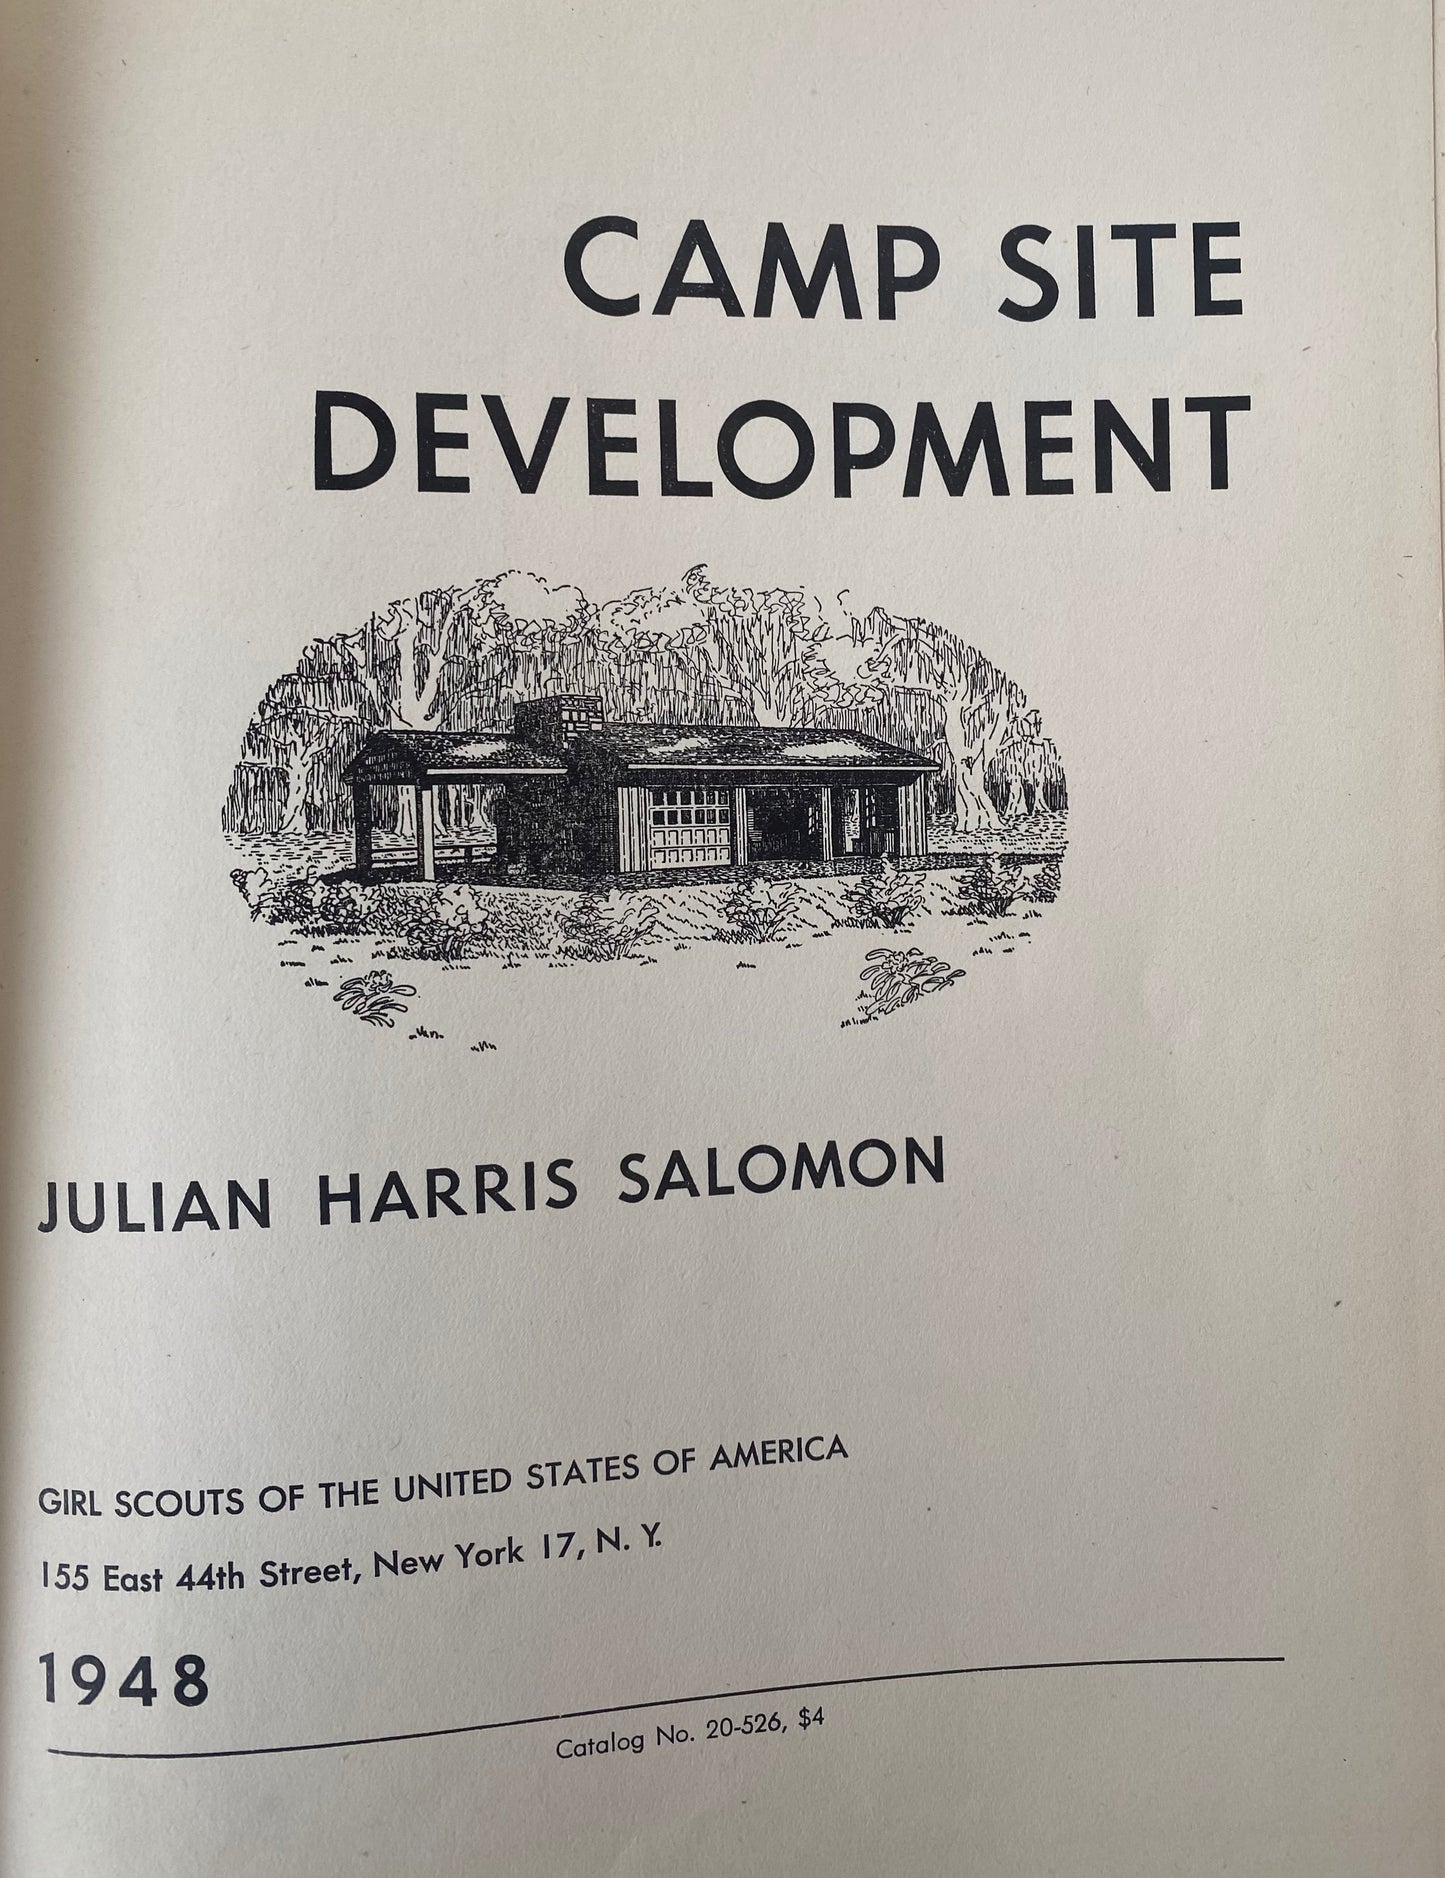 CAMP SITE
DEVELOPMENT
JULIAN HARRIS SALOMON
GIRL SCOUTS OF THE UNITED STATES OF AMERICA
155 East 44th Street, New York 17, N. Y.
1948
Catalog No. 20-526, $4